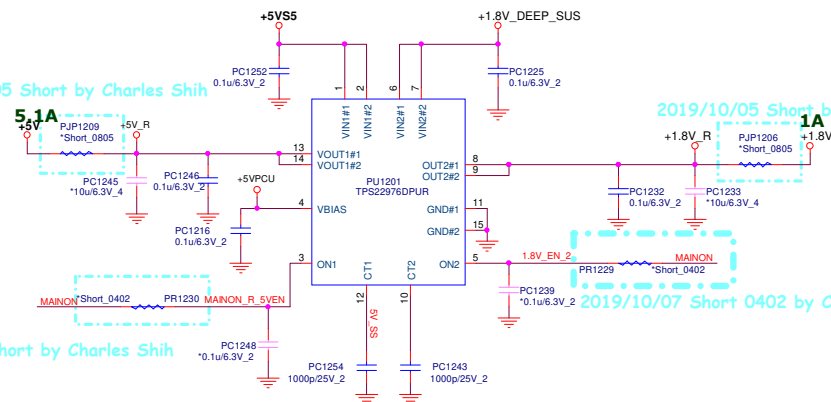 +5VS5
+1.8V_DEEP_SUS
PC1252
0.1u/6.3V_2
PC1225
0.1u/6.3V_2
05 Short by Charles Shih
2019/10/05 Short b
5.1A
+5V
PJP1209
*Short_0805
+5V_R
1
2
6
7
VIN1#1
VIN1#2
VIN2#1
VIN2#2
+1.8V_R
PJP1206
*Short_0805
1A
+1.8V
13
14
VOUT1#1
VOUT1#2
OUT2#1
OUT2#2
8
9
PC1245
*10u/6.3V_4
PC1246
0.1u/6.3V_2
+5VPCU
PU1201
TPS22976DPUR
PC1232
0.1u/6.3V_2
PC1233
*10u/6.3V_4
4
VBIAS
GND#1
11
GND#2
15
PC1216
0.1u/6.3V_2
3
ON1
ON2
5
1.8V_EN_2
PR1229
*Short_0402
MAINON
CT1
CT2
12
10
MAINON
*Short_0402
PR1230
MAINON_R_5VEN
5V_SS
PC1239
*0.1u/6.3V_2
2019/10/07 Short 0402 by C
hort by Charles Shih
PC1248
*0.1u/6.3V_2
PC1254
1000p/25V_2
PC1243
1000p/25V_2